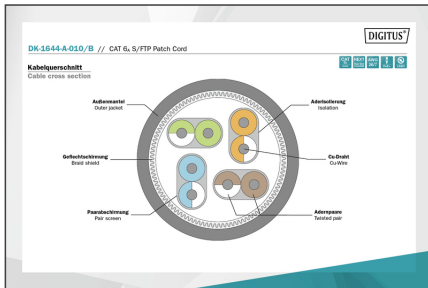 DIGITUS
DK-1644-A-010/B // CAT 6A S/FTP Patch Cord
Kabelquerschnitt
Cable cross section
Außenmantel
Outer jacket
Aderisolierung
Isolation
Geflechtschirmung
Braid shield
Cu-Draht
Cu-Wire
Paarabschirmung
Pair screen
Adernpaare
Twisted pair